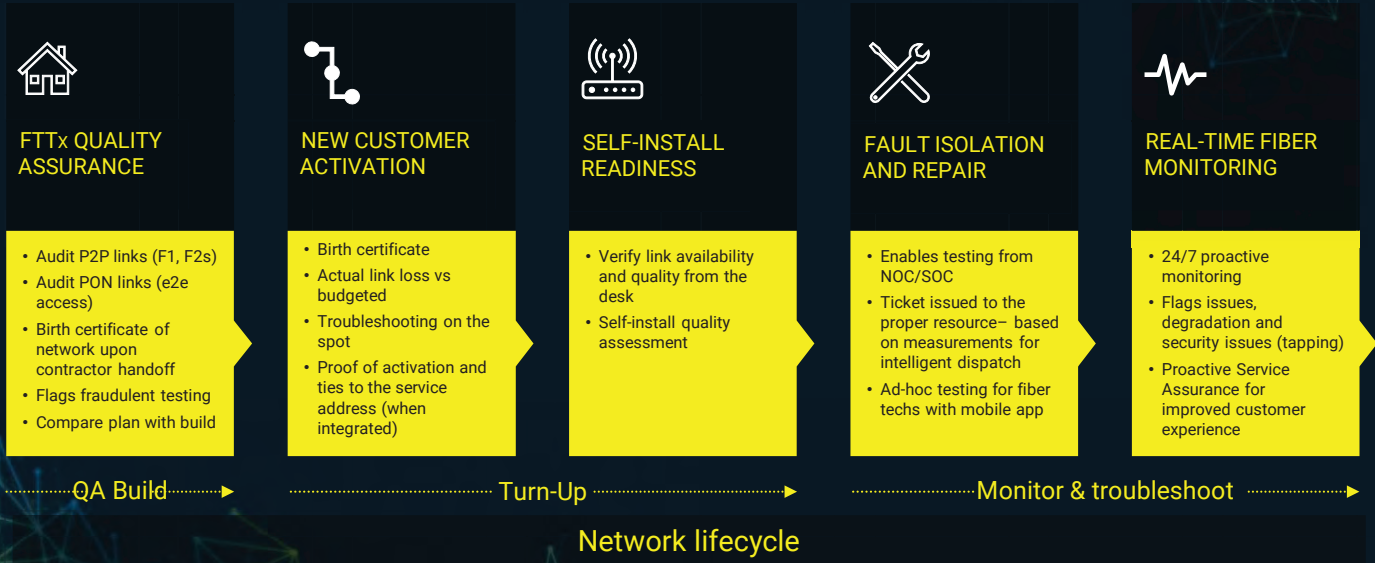 FTTx QUALITY
ASSURANCE
• Audit P2P links (F1, F2s)
• Audit PON links (e2e
access)
• Birth certificate of
network upon
contractor handoff
• Flags fraudulent testing
• Compare plan with build
NEW CUSTOMER
ACTIVATION
• Birth certificate
• Actual link loss vs
budgeted
• Troubleshooting on the
spot
• Proof of activation and
ties to the service
address (when
integrated)
SELF-INSTALL
READINESS
• Verify link availability
and quality from the
desk
• Self-install quality
assessment
FAULT ISOLATION
AND REPAIR
• Enables testing from
NOC/SOC
• Ticket issued to the
proper resource– based
on measurements for
intelligent dispatch
• Ad-hoc testing for fiber
techs with mobile app
REAL-TIME FIBER
MONITORING
• 24/7 proactive
monitoring
• Flags issues,
degradation and
security issues (tapping)
• Proactive Service
Assurance for
improved customer
experience
QA Build
Turn-Up
Monitor & troubleshoot
Network lifecycle